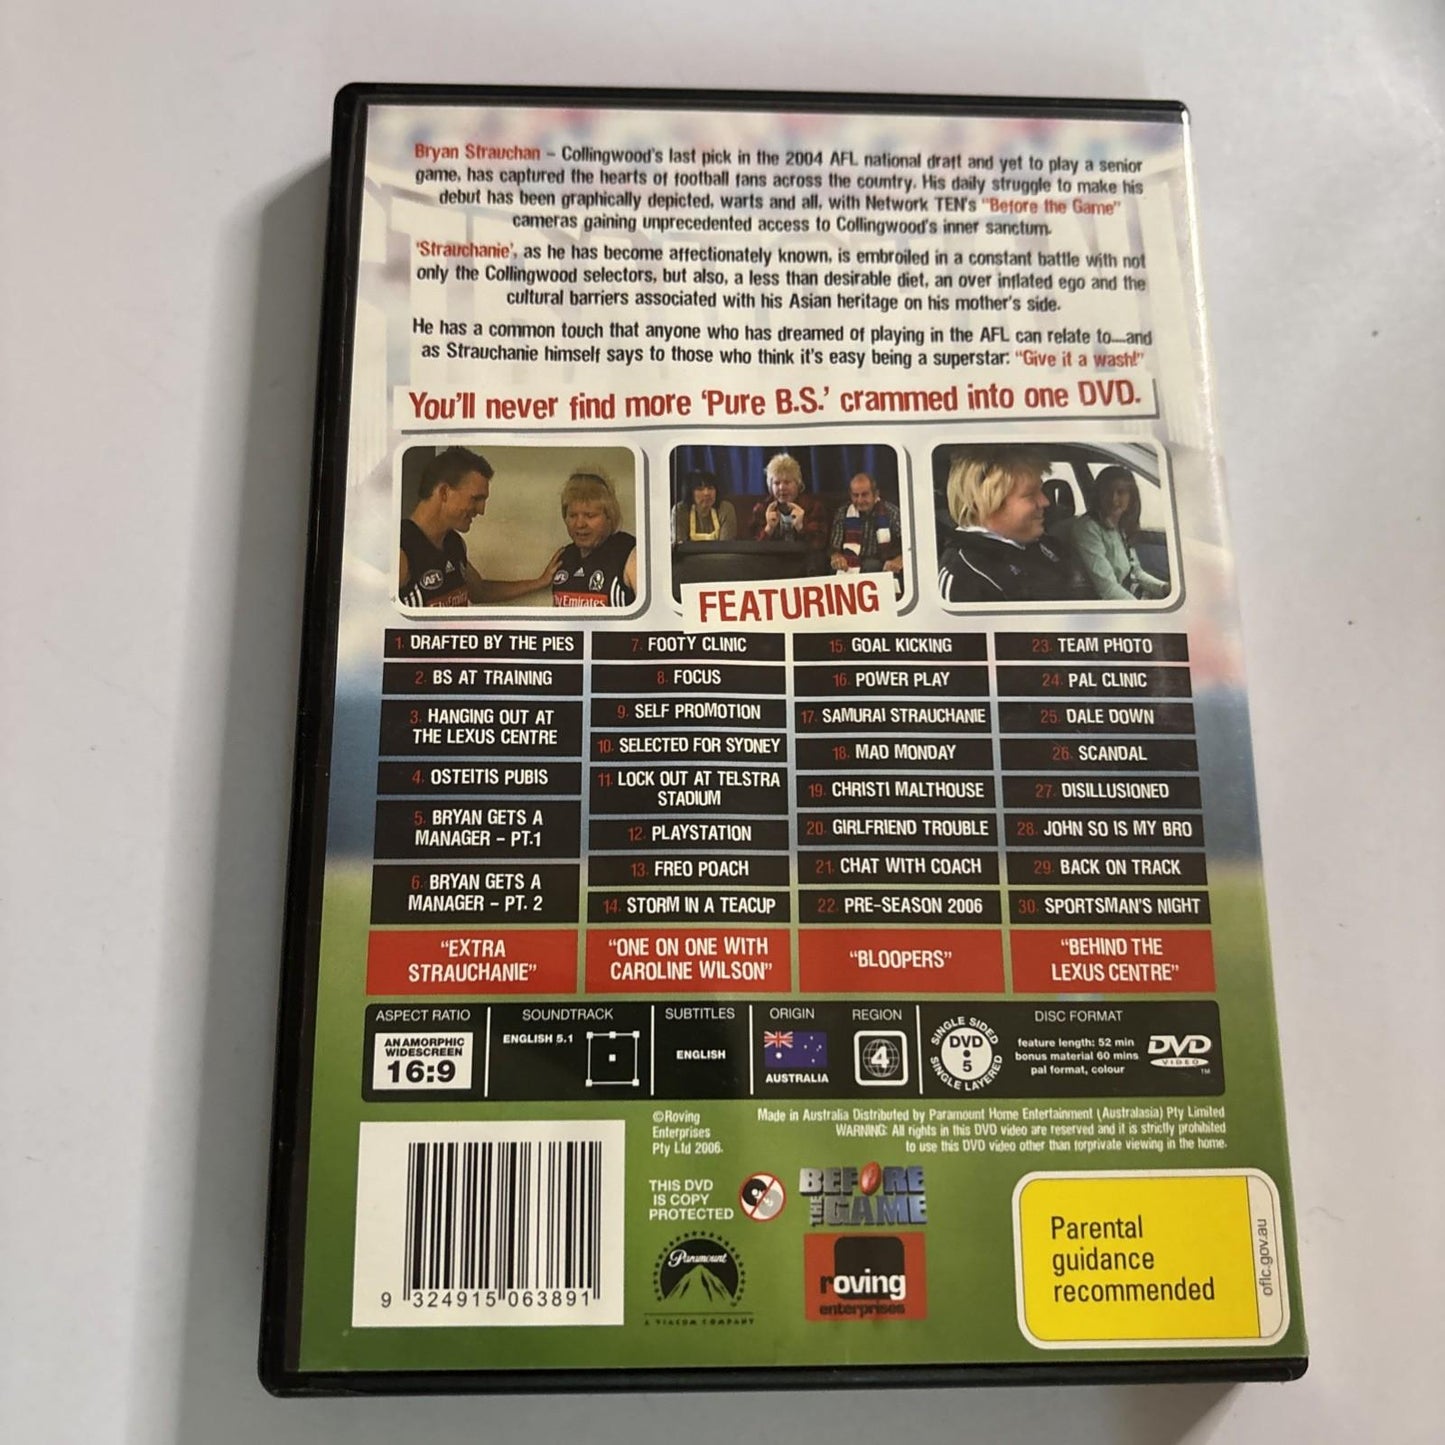 Bryan Strauchan – Collingwood's last pick in the 2004 AFL national draft and yet to play a senior
game, has captured the hearts of football fans across the country. His daily struggle to make his
debut has been graphically depicted, warts and all, with Network TEN's "Before the Game"
cameras gaining unprecedented access to Collingwood's inner sanctum.
'Strauchanie', as he has become affectionately known, is embroiled in a constant battle with not
only the Collingwood selectors, but also, a less than desirable diet, an over inflated ego and the
cultural barriers associated with his Asian heritage on his mother's side.
He has a common touch that anyone who has dreamed of playing in the AFL can relate to....and
as Strauchanie himself says to those who think it's easy being a superstar: "Give it a wash!"
You'll never find more 'Pure B.S.' crammed into one DVD.
AFL
Emirates
FEATURING
1. DRAFTED BY THE PIES
2. BS AT TRAINING
3. HANGING OUT AT
THE LEXUS CENTRE
4. OSTEITIS PUBIS
5. BRYAN GETS A
MANAGER – PT.1
6. BRYAN GETS A
MANAGER – PT. 2
7. FOOTY CLINIC
8. FOCUS
9. SELF PROMOTION
10. SELECTED FOR SYDNEY
11. LOCK OUT AT TELSTRA
STADIUM
12. PLAYSTATION
13. FREO POACH
14. STORM IN A TEACUP
15. GOAL KICKING
16. POWER PLAY
17. SAMURAI STRAUCHANIE
18. MAD MONDAY
19. CHRISTI MALTHOUSE
20. GIRLFRIEND TROUBLE
21. CHAT WITH COACH
22. PRE-SEASON 2006
23. TEAM PHOTO
24. PAL CLINIC
25. DALE DOWN
26. SCANDAL
27. DISILLUSIONED
28. JOHN SO IS MY BRO
29. BACK ON TRACK
30. SPORTSMAN'S NIGHT
"EXTRA
STRAUCHANIE"
"ONE ON ONE WITH
CAROLINE WILSON"
"BLOOPERS"
"BEHIND THE
LEXUS CENTRE"
ASPECT RATIO
ANAMORPHIC
WIDESCREEN
16:9
SOUNDTRACK
ENGLISH 5.1
SUBTITLES
ENGLISH
ORIGIN
AUSTRALIA
REGION
4
SINGLE SIDED
DVD
5
SINGLE LAYERED
DISC FORMAT
feature length: 52 min
bonus material 60 mins
pal format, colour
DVD
VIDEO
TM
©Roving
Enterprises
Pty Ltd 2006.
Made in Australia Distributed by Paramount Home Entertainment (Australasia) Pty Limited
WARNING: All rights in this DVD video are reserved and it is strictly prohibited
to use this DVD video other than forprivate viewing in the home.
THIS DVD
IS COPY
PROTECTED
BEFORE
THE GAME
Paramount
A VIACOM COMPANY
roving
enterprises
9 324915 063891
Parental
guidance
recommended
oflc.gov.au